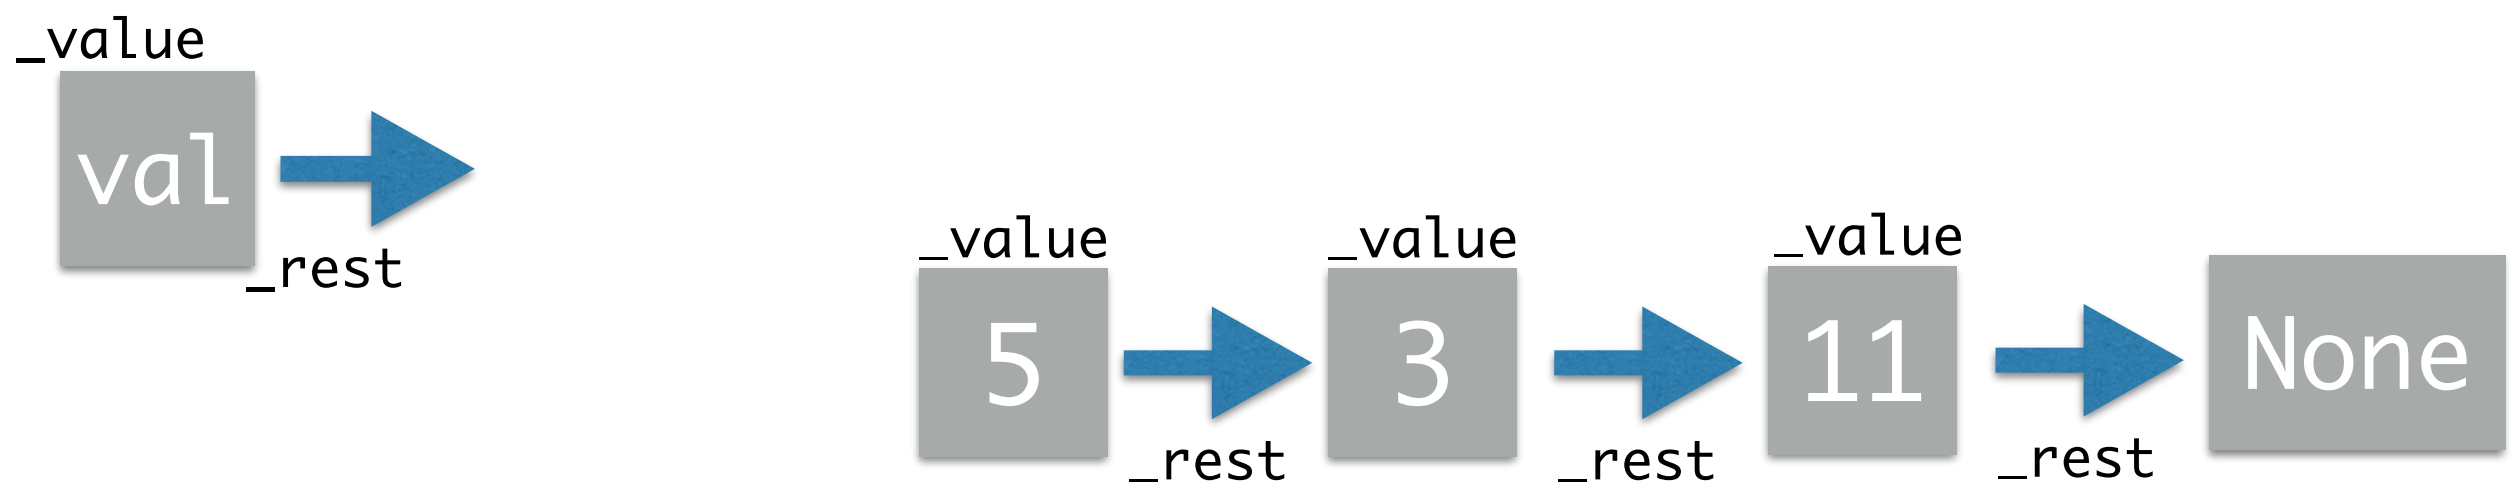 _value
val
_rest
_value
_value
_value
5
3
11
None
_rest
_rest
_rest